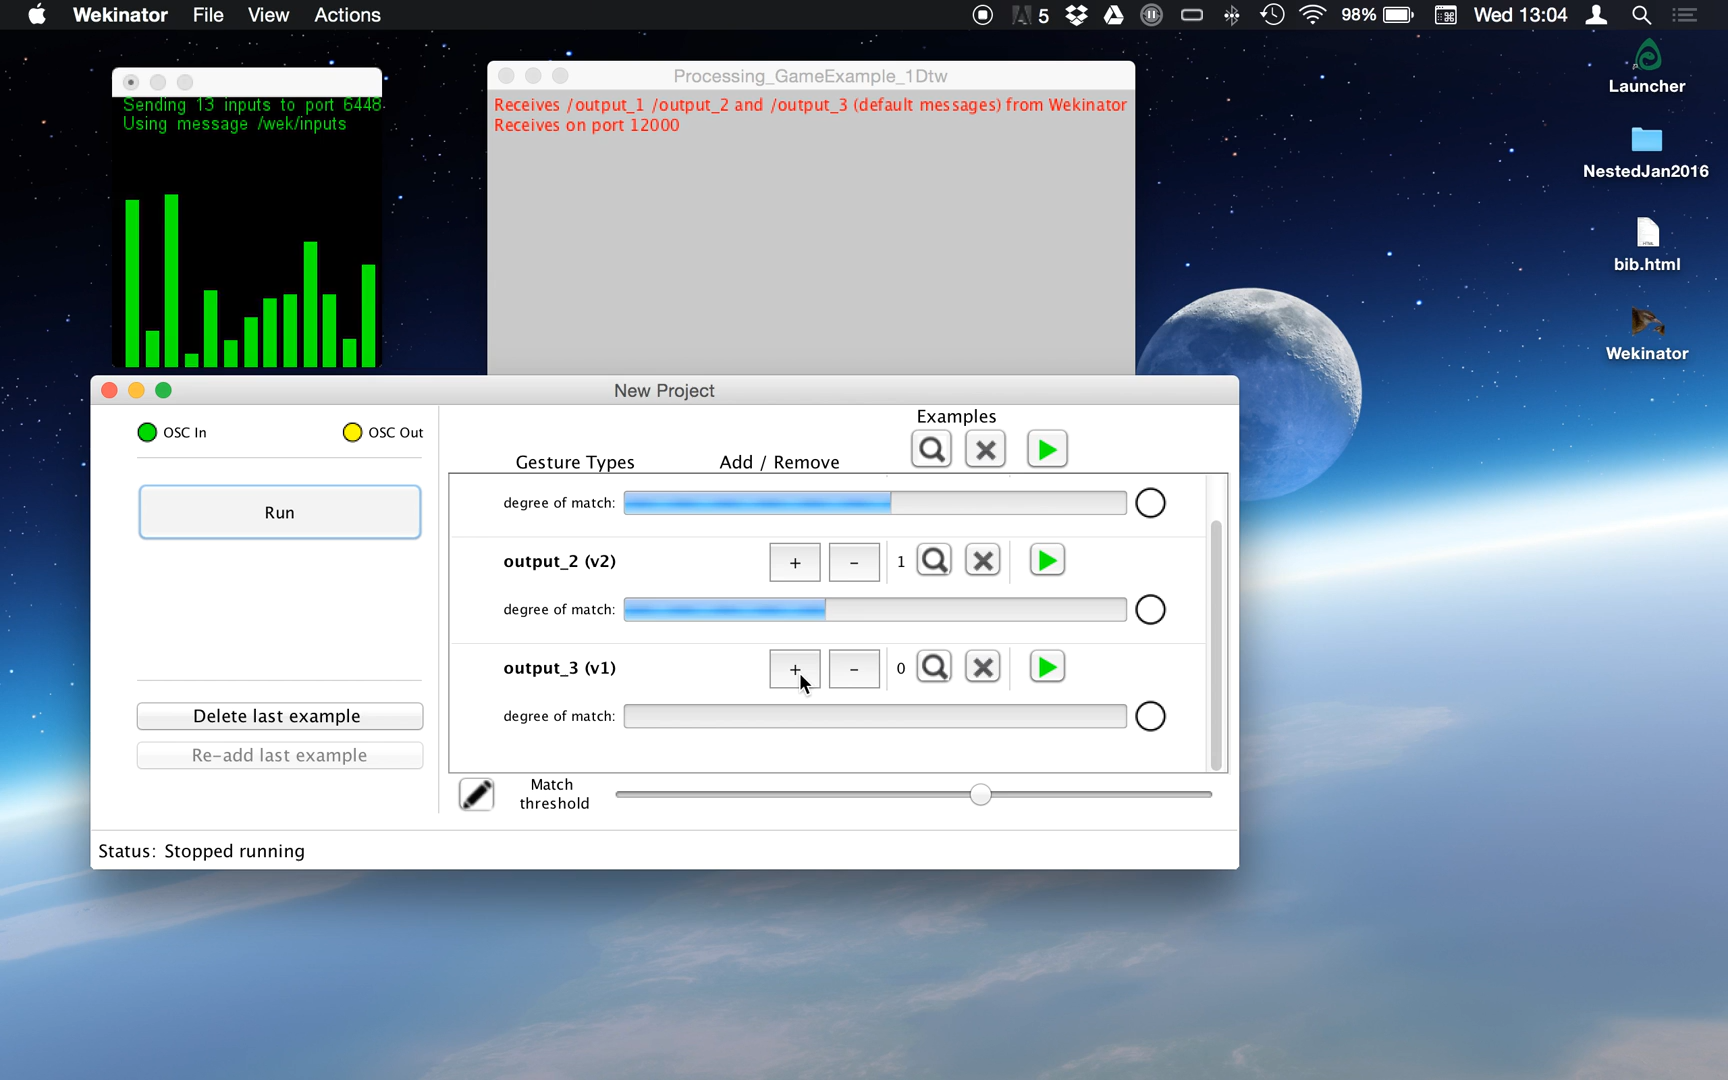 Wekinator File View Actions
5 98% Wed 13:04
Launcher
NestedJan2016
bib.html
Wekinator
Sending 13 inputs to port 6448
Using message /wek/inputs
Processing_GameExample_1Dtw
Receives /output_1 /output_2 and /output_3 (default messages) from Wekinator
Receives on port 12000
New Project
OSC In OSC Out
Run
Delete last example
Re-add last example
Examples
Gesture Types Add / Remove
degree of match:
output_2 (v2) + - 1
degree of match:
output_3 (v1) + - 0
degree of match:
Match
threshold
Status: Stopped running